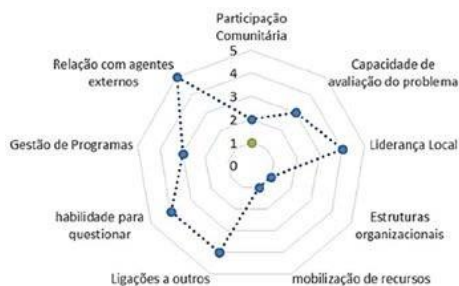 Participação
Comunitária
5
4
3
2
1
0
Capacidade de
avaliação do problema
Liderança Local
Estruturas
organizacionais
mobilização de recursos
Ligações a outros
habilidade para
questionar
Gestão de Programas
Relação com agentes
externos